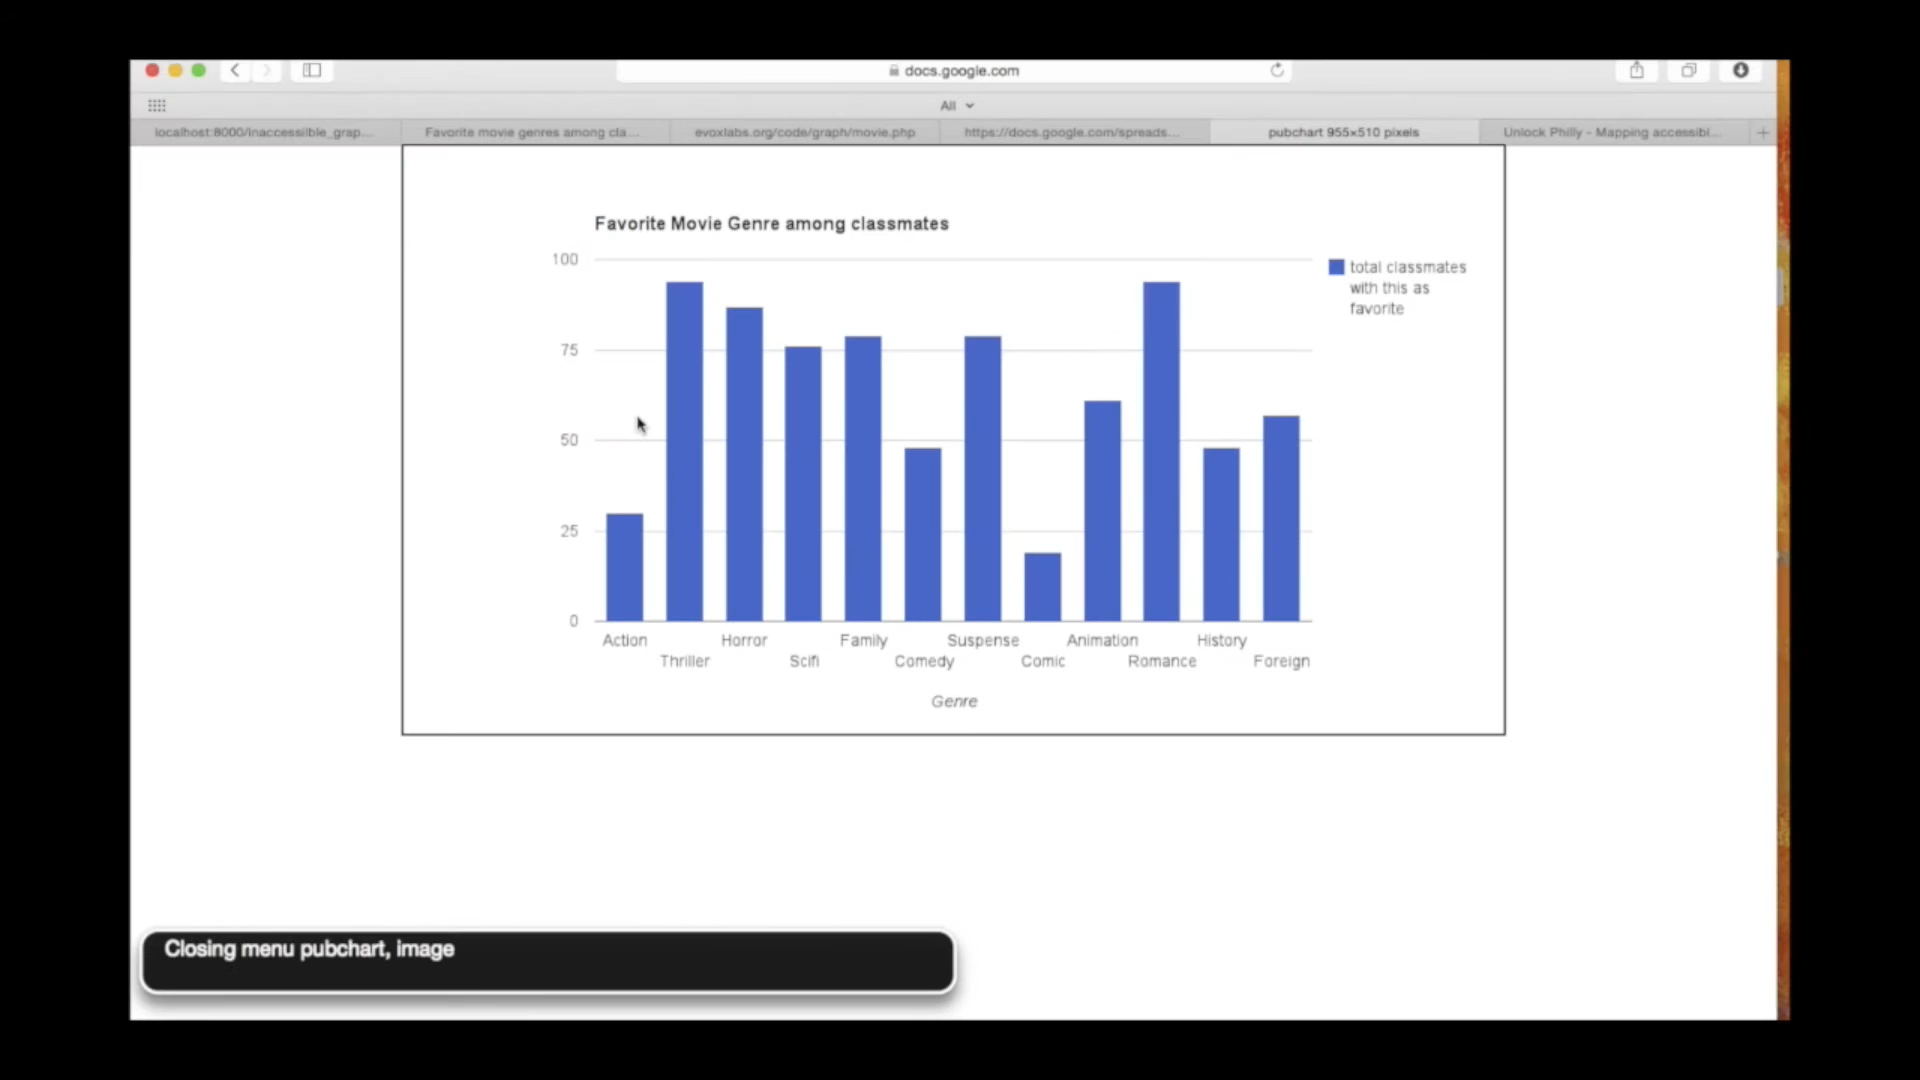 docs.google.com
All
localhost:8000/inaccessilble_grap...
Favorite movie genres among cla...
evoxlabs.org/code/graph/movie.php
https://docs.google.com/spreads...
pubchart 955×510 pixels
Unlock Philly - Mapping accessibl...
Favorite Movie Genre among classmates
100
75
50
25
0
total classmates
with this as
favorite
Action
Horror
Family
Suspense
Animation
History
Thriller
Scifi
Comedy
Comic
Romance
Foreign
Genre
Closing menu pubchart, image